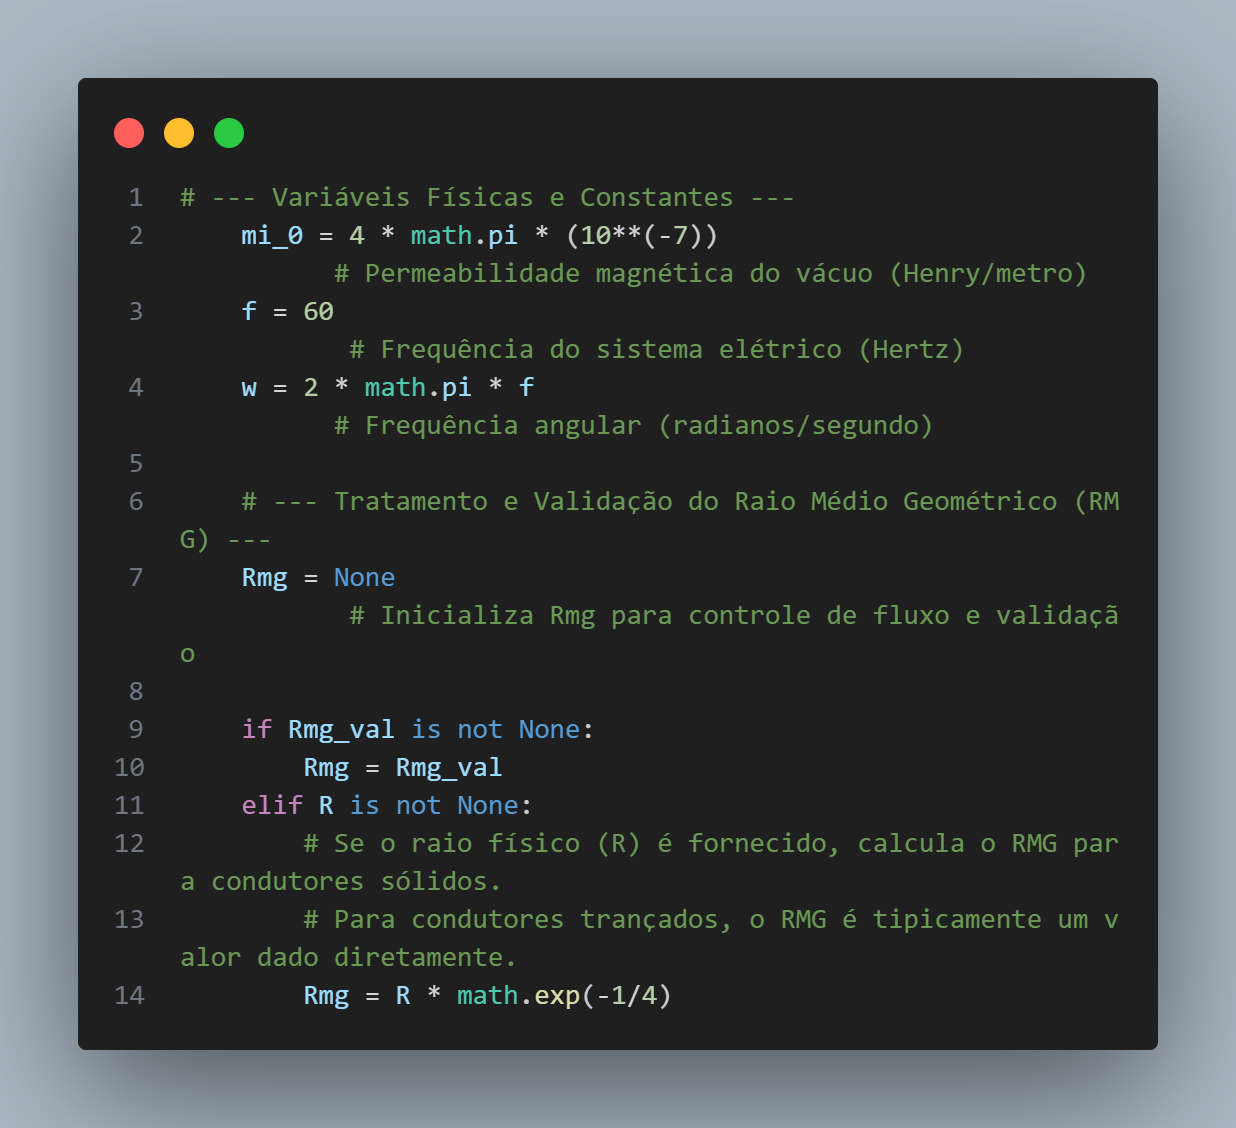 1 # --- Variáveis Físicas e Constantes ---
2     mi_0 = 4 * math.pi * (10**(-7))
          # Permeabilidade magnética do vácuo (Henry/metro)
3     f = 60
           # Frequência do sistema elétrico (Hertz)
4     w = 2 * math.pi * f
          # Frequência angular (radianos/segundo)
5
6     # --- Tratamento e Validação do Raio Médio Geométrico (RM
G) ---
7     Rmg = None
           # Inicializa Rmg para controle de fluxo e validaçã
o
8
9     if Rmg_val is not None:
10         Rmg = Rmg_val
11     elif R is not None:
12         # Se o raio físico (R) é fornecido, calcula o RMG par
a condutores sólidos.
13         # Para condutores trançados, o RMG é tipicamente um v
alor dado diretamente.
14         Rmg = R * math.exp(-1/4)